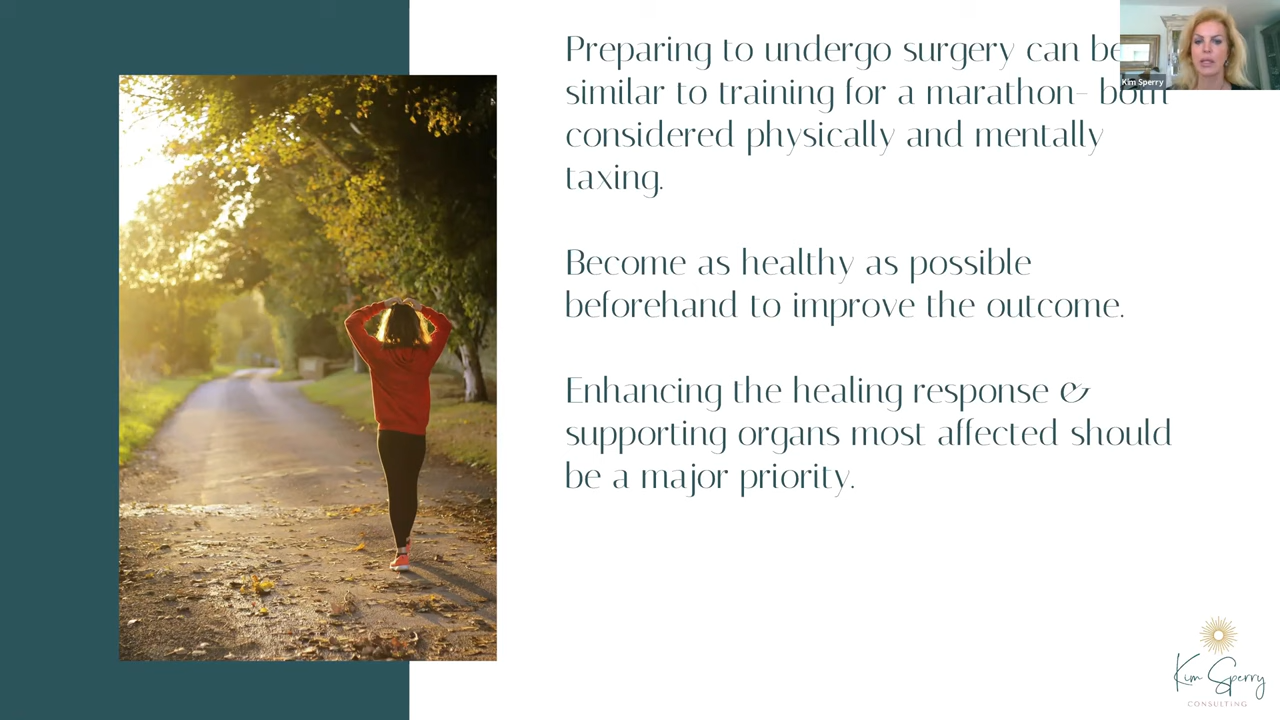 Preparing to undergo surgery can be
similar to training for a marathon- both
considered physically and mentally
taxing.
Become as healthy as possible
beforehand to improve the outcome.
Enhancing the healing response &
supporting organs most affected should
be a major priority.
Kim Sperry
Kim Sperry
CONSULTING